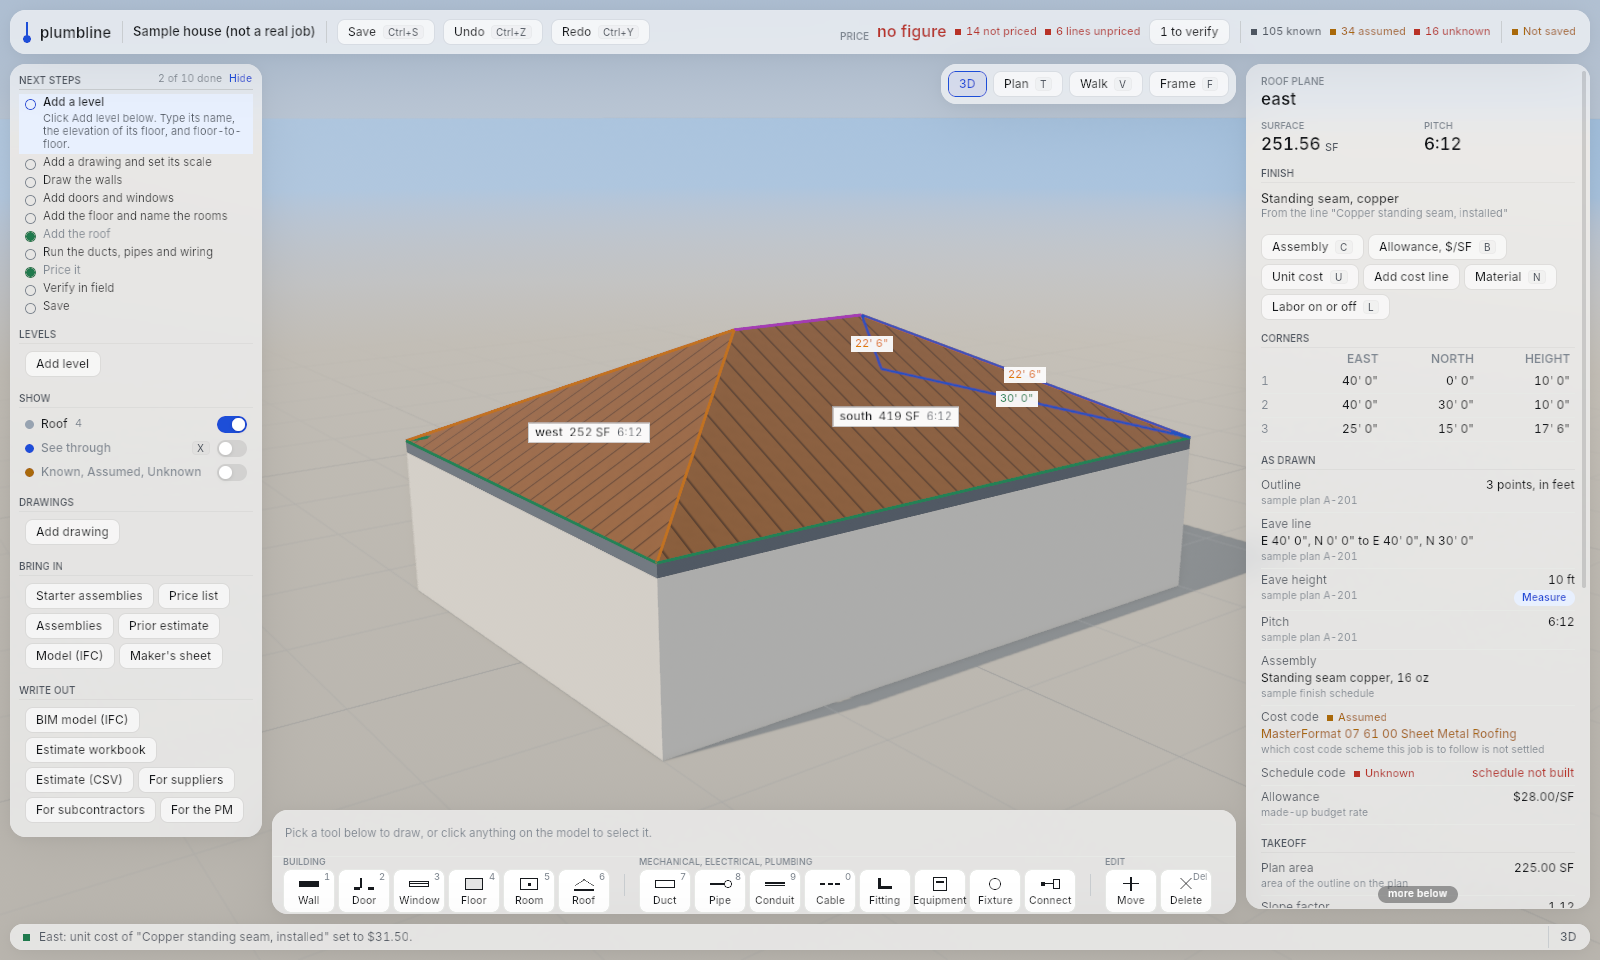 plumbline
Sample house (not a real job)
Save Ctrl+S
Undo Ctrl+Z
Redo Ctrl+Y
PRICE no figure
14 not priced
6 lines unpriced
1 to verify
105 known
34 assumed
16 unknown
Not saved
NEXT STEPS 2 of 10 done Hide
Add a level
Click Add level below. Type its name,
the elevation of its floor, and floor-to-
floor.
Add a drawing and set its scale
Draw the walls
Add doors and windows
Add the floor and name the rooms
Add the roof
Run the ducts, pipes and wiring
Price it
Verify in field
Save
LEVELS
Add level
SHOW
Roof 4
See through X
Known, Assumed, Unknown
DRAWINGS
Add drawing
BRING IN
Starter assemblies Price list
Assemblies Prior estimate
Model (IFC) Maker's sheet
WRITE OUT
BIM model (IFC)
Estimate workbook
Estimate (CSV) For suppliers
For subcontractors For the PM
3D Plan T Walk V Frame F
22' 6"
22' 6"
30' 0"
south 419 SF 6:12
west 252 SF 6:12
Pick a tool below to draw, or click anything on the model to select it.
BUILDING
1 Wall
2 Door
3 Window
4 Floor
5 Room
6 Roof
MECHANICAL, ELECTRICAL, PLUMBING
7 Duct
8 Pipe
9 Conduit
0 Cable
Fitting
Equipment
Fixture
Connect
EDIT
Move
Del Delete
ROOF PLANE
east
SURFACE PITCH
251.56 SF 6:12
FINISH
Standing seam, copper
From the line "Copper standing seam, installed"
Assembly C Allowance, $/SF B
Unit cost U Add cost line Material N
Labor on or off L
CORNERS
EAST NORTH HEIGHT
1 40' 0" 0' 0" 10' 0"
2 40' 0" 30' 0" 10' 0"
3 25' 0" 15' 0" 17' 6"
AS DRAWN
Outline 3 points, in feet
sample plan A-201
Eave line
E 40' 0", N 0' 0" to E 40' 0", N 30' 0"
sample plan A-201
Eave height 10 ft
sample plan A-201 Measure
Pitch 6:12
sample plan A-201
Assembly
Standing seam copper, 16 oz
sample finish schedule
Cost code Assumed
MasterFormat 07 61 00 Sheet Metal Roofing
which cost code scheme this job is to follow is not settled
Schedule code Unknown schedule not built
Allowance $28.00/SF
made-up budget rate
TAKEOFF
Plan area 225.00 SF
area of the outline on the plan
more below
Slope factor 1.12
East: unit cost of "Copper standing seam, installed" set to $31.50.
3D